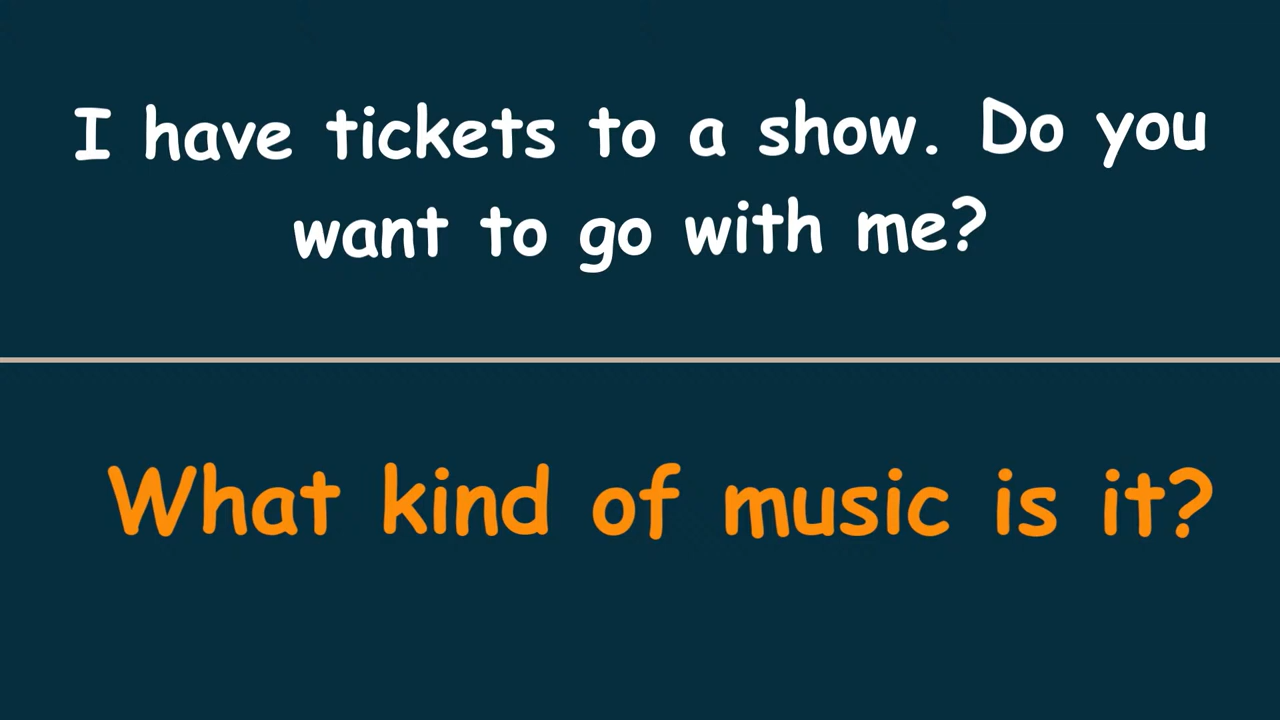 I have tickets to a show. Do you
want to go with me?
What kind of music is it?